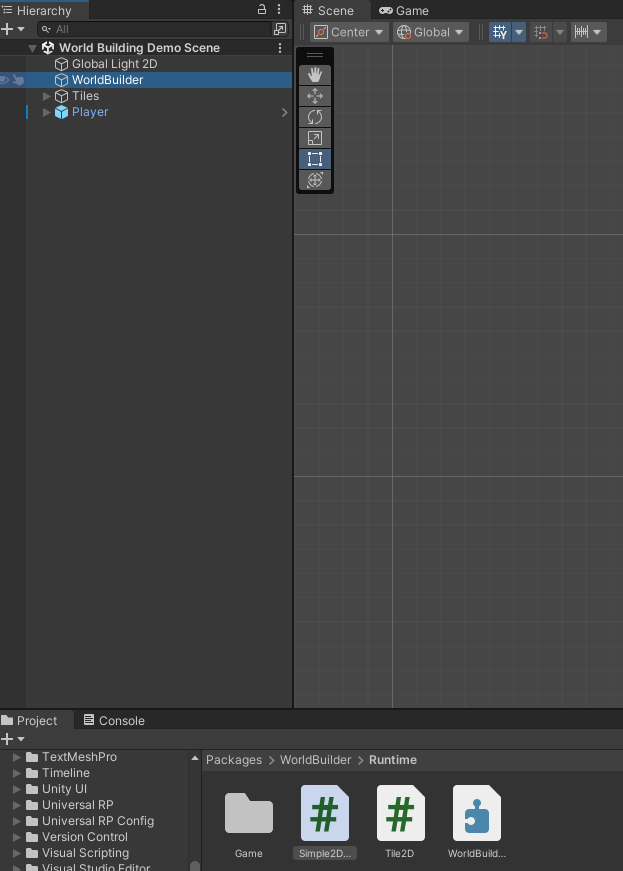 Hierarchy
All
World Building Demo Scene
Global Light 2D
WorldBuilder
Tiles
Player
Scene
Game
Center
Global
Project
Console
TextMeshPro
Timeline
Unity UI
Universal RP
Universal RP Config
Version Control
Visual Scripting
Visual Studio Editor
Packages > WorldBuilder > Runtime
Game
Simple2D...
Tile2D
WorldBuild...